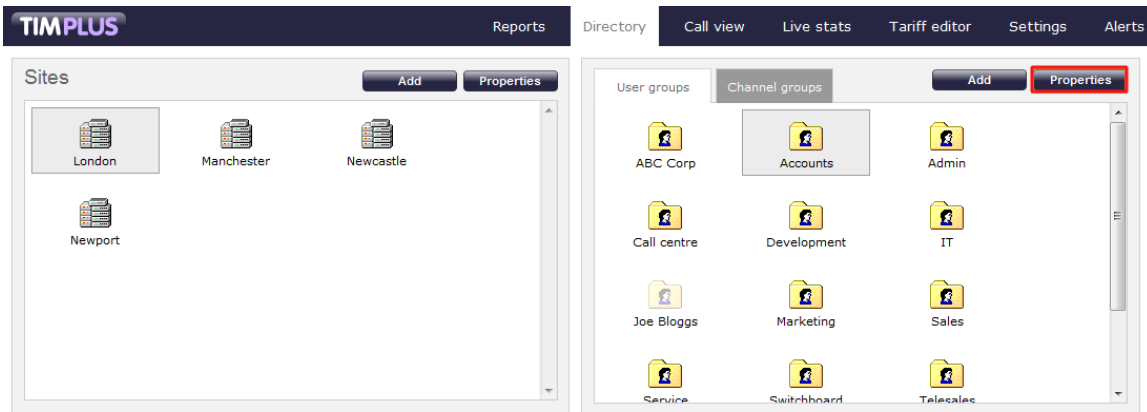 TIMPLUS Reports Directory Call view Live stats Tariff editor Settings Alerts
Sites Add Properties
London Manchester Newcastle
Newport
User groups Channel groups Add Properties
ABC Corp Accounts Admin
Call centre Development IT
Joe Bloggs Marketing Sales
Service Switchboard Telesales